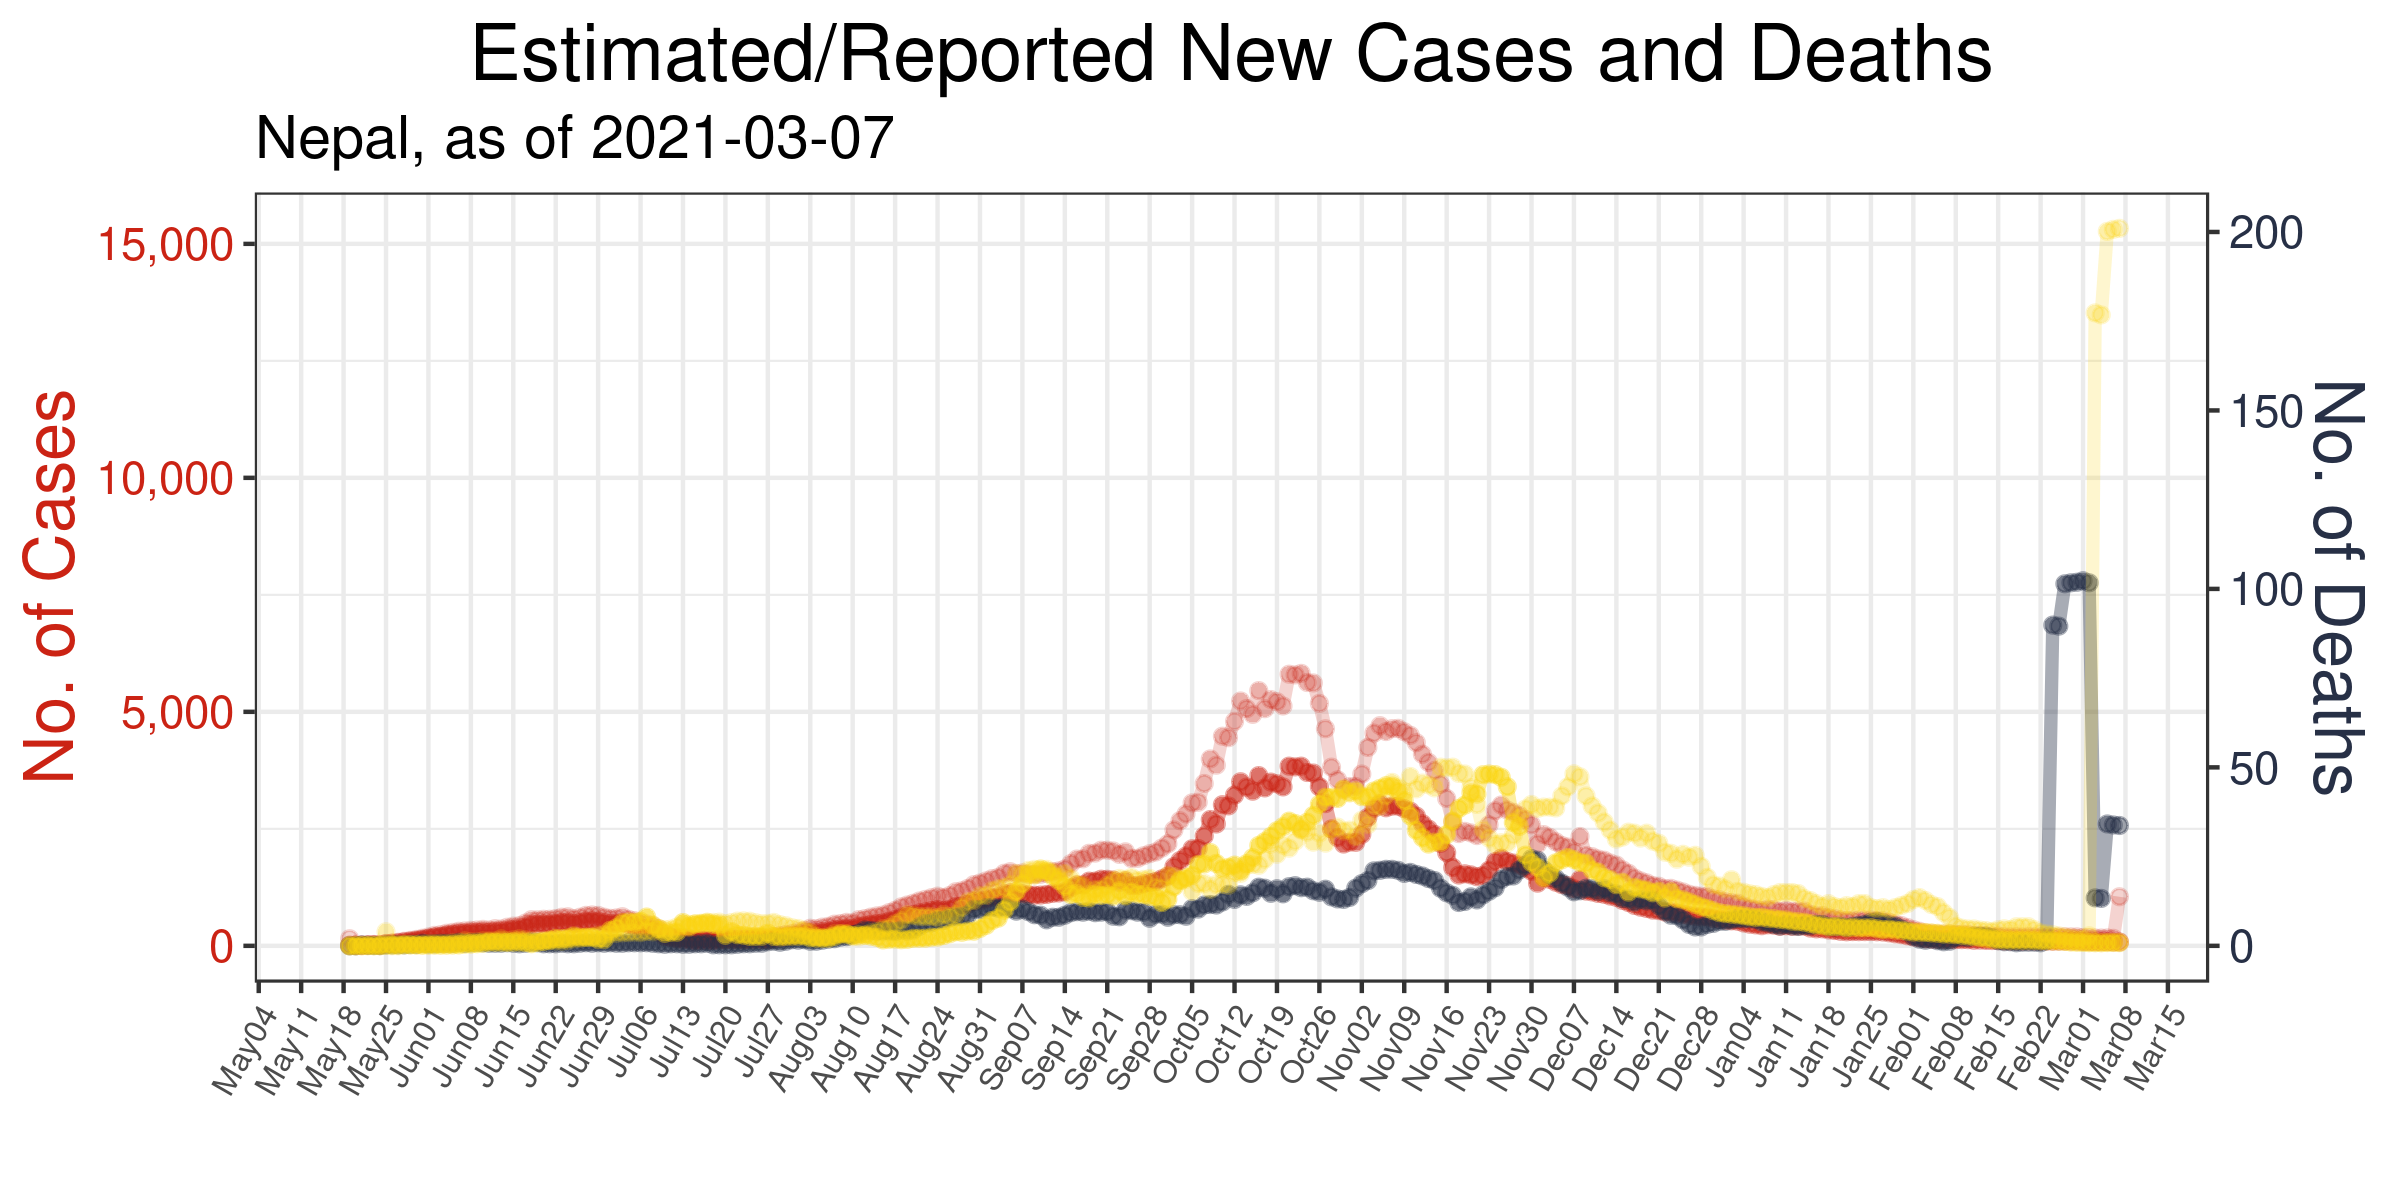 Estimated/Reported New Cases and Deaths
Nepal, as of 2021-03-07
No. of Cases
15,000
10,000
5,000
0
200
150
100
50
0
No. of Deaths
May04
May11
May18
May25
Jun01
Jun08
Jun15
Jun22
Jun29
Jul06
Jul13
Jul20
Jul27
Aug03
Aug10
Aug17
Aug24
Aug31
Sep07
Sep14
Sep21
Sep28
Oct05
Oct12
Oct19
Oct26
Nov02
Nov09
Nov16
Nov23
Nov30
Dec07
Dec14
Dec21
Dec28
Jan04
Jan11
Jan18
Jan25
Feb01
Feb08
Feb15
Feb22
Mar01
Mar08
Mar15